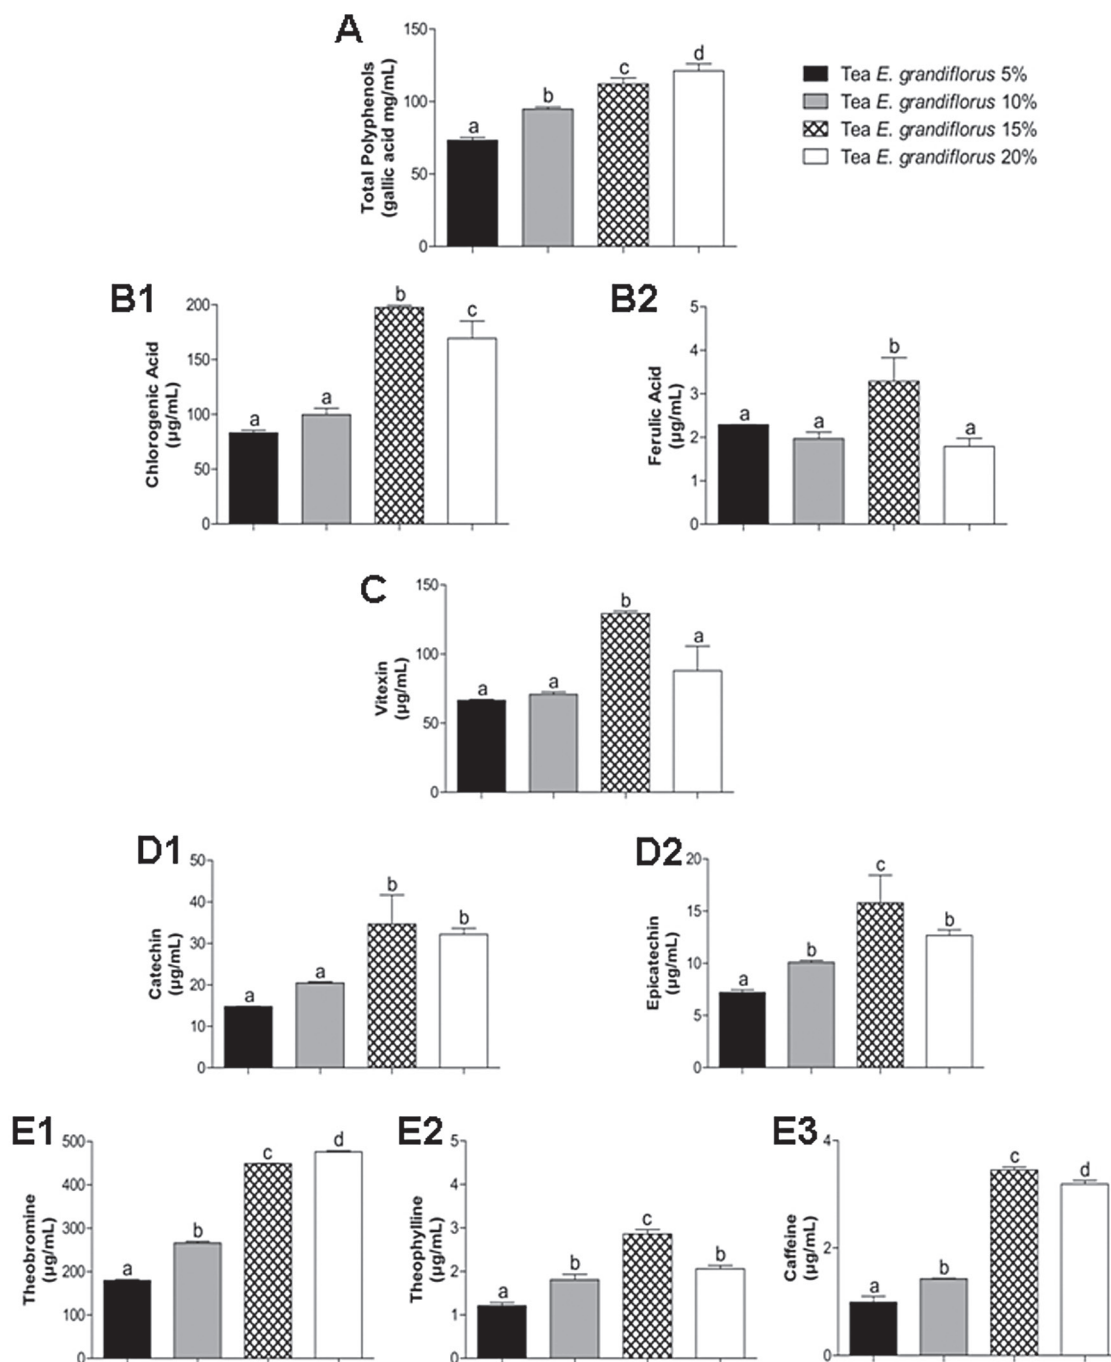 A
Total Polyphenols
(gallic acid mg/mL)
150
100
50
0
a
b
c
d
Tea E. grandiflorus 5%
Tea E. grandiflorus 10%
Tea E. grandiflorus 15%
Tea E. grandiflorus 20%
B1
Chlorogenic Acid
(µg/mL)
200
150
100
50
0
a
a
b
c
B2
Ferulic Acid
(µg/mL)
5
4
3
2
1
0
a
a
b
a
C
Vitexin
(µg/mL)
150
100
50
0
a
a
b
a
D1
Catechin
(µg/mL)
50
40
30
20
10
0
a
a
b
b
D2
Epicatechin
(µg/mL)
20
15
10
5
0
a
b
c
b
E1
Theobromine
(µg/mL)
500
400
300
200
100
0
a
b
c
d
E2
Theophylline
(µg/mL)
5
4
3
2
1
0
a
b
c
b
E3
Caffeine
(µg/mL)
4
2
0
a
b
c
d